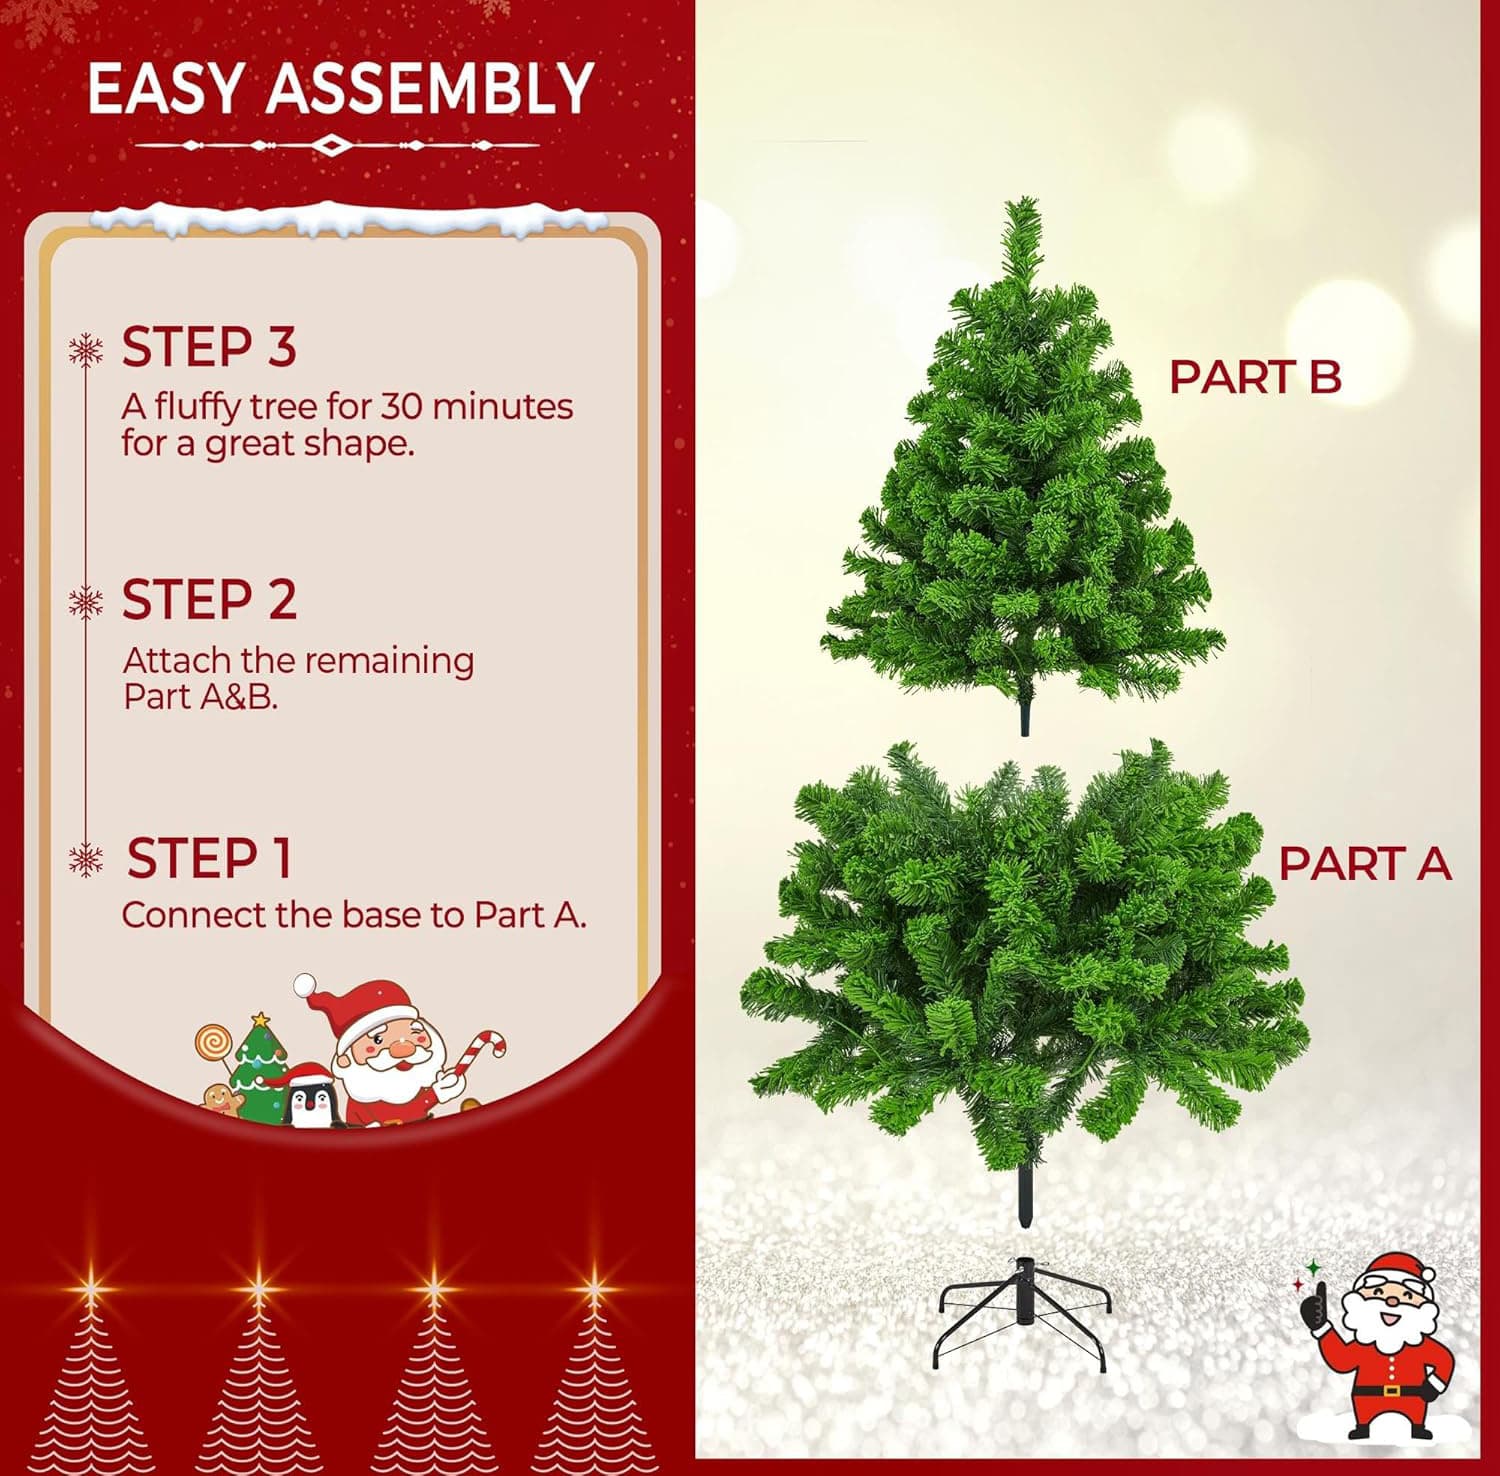 EASY ASSEMBLY
STEP 3
A fluffy tree for 30 minutes
for a great shape.
STEP 2
Attach the remaining
Part A&B.
STEP 1
Connect the base to Part A.
PART B
PART A